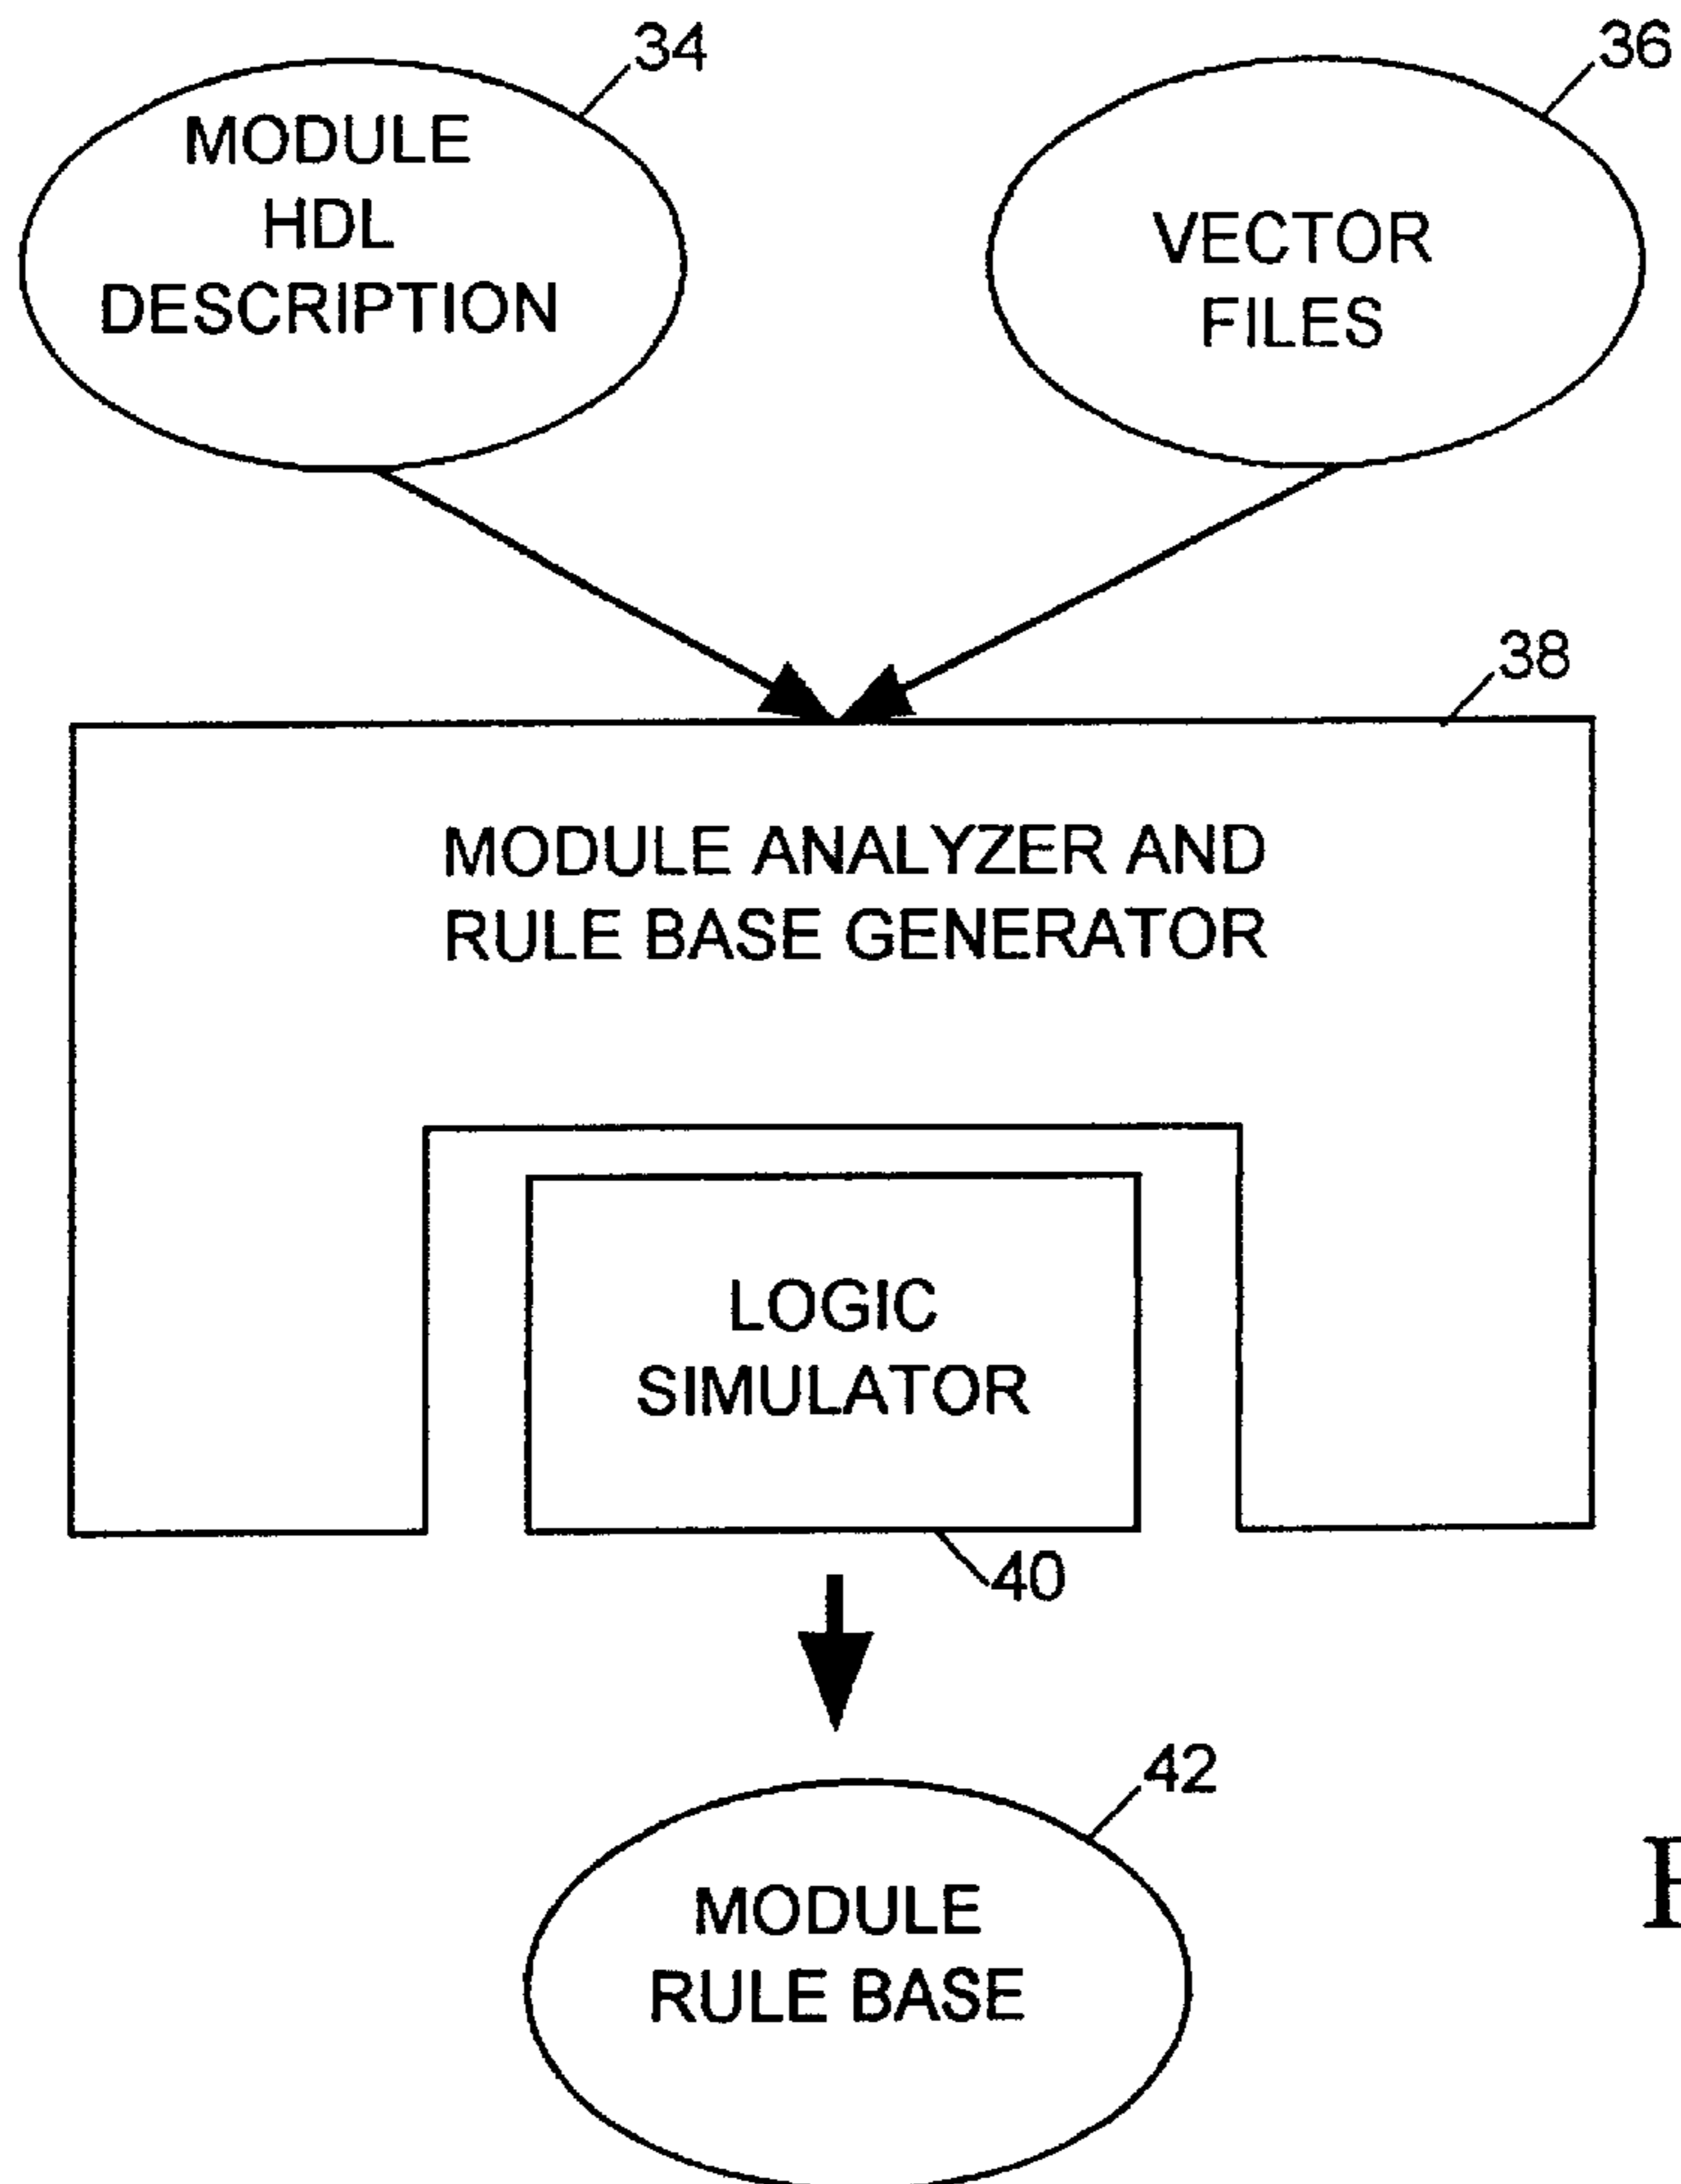 34
36
MODULE
HDL
DESCRIPTION
VECTOR
FILES
38
MODULE ANALYZER AND
RULE BASE GENERATOR
LOGIC
SIMULATOR
40
42
MODULE
RULE BASE